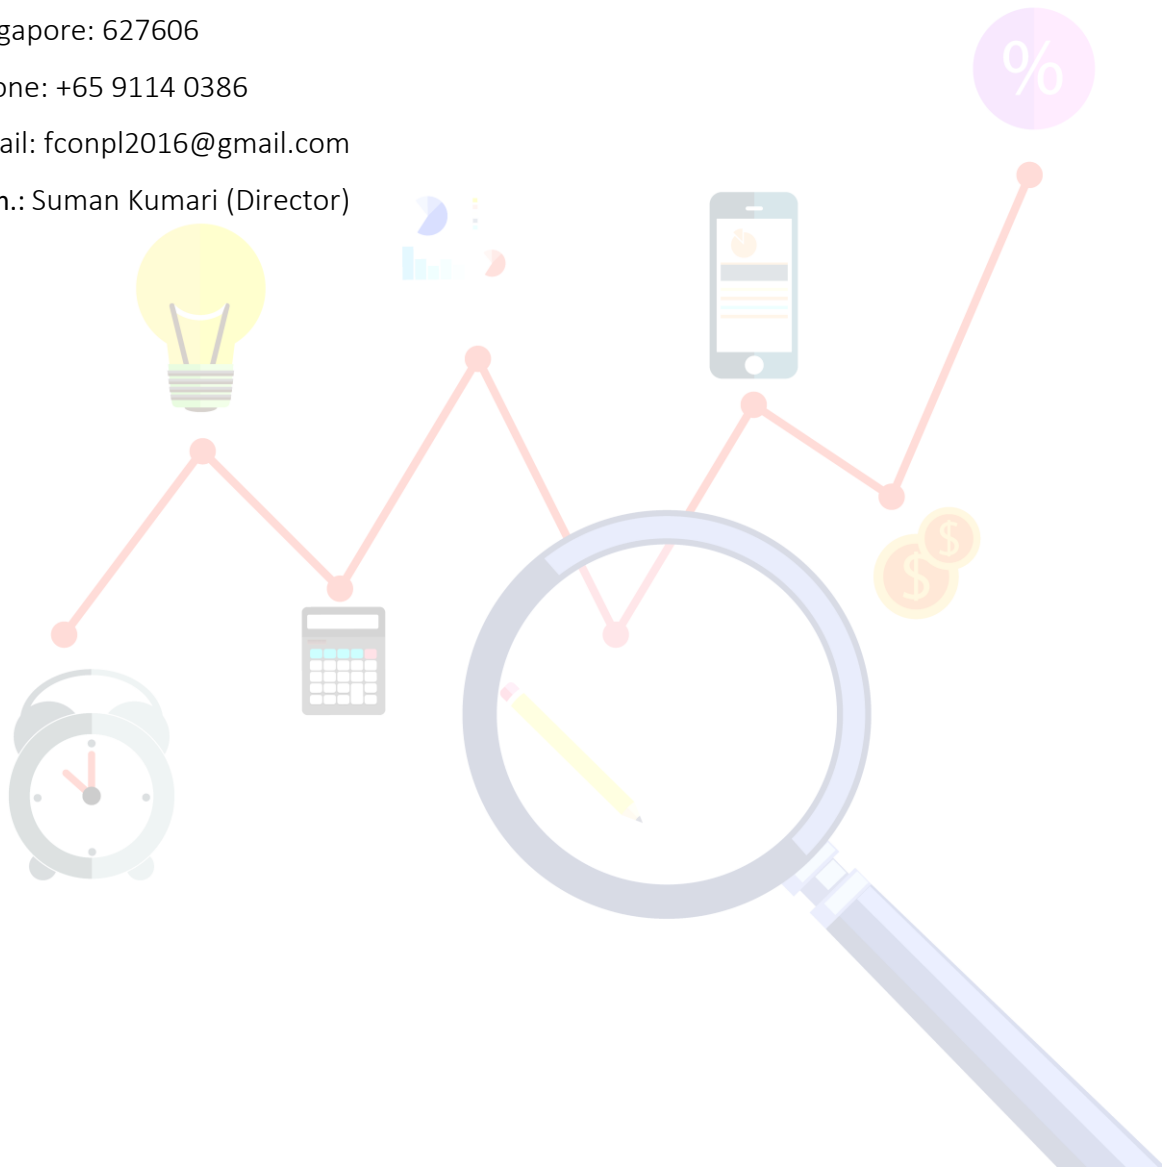 gapore: 627606
one: +65 9114 0386
ail: fconpl2016@gmail.com
n.: Suman Kumari (Director)
%
$
$